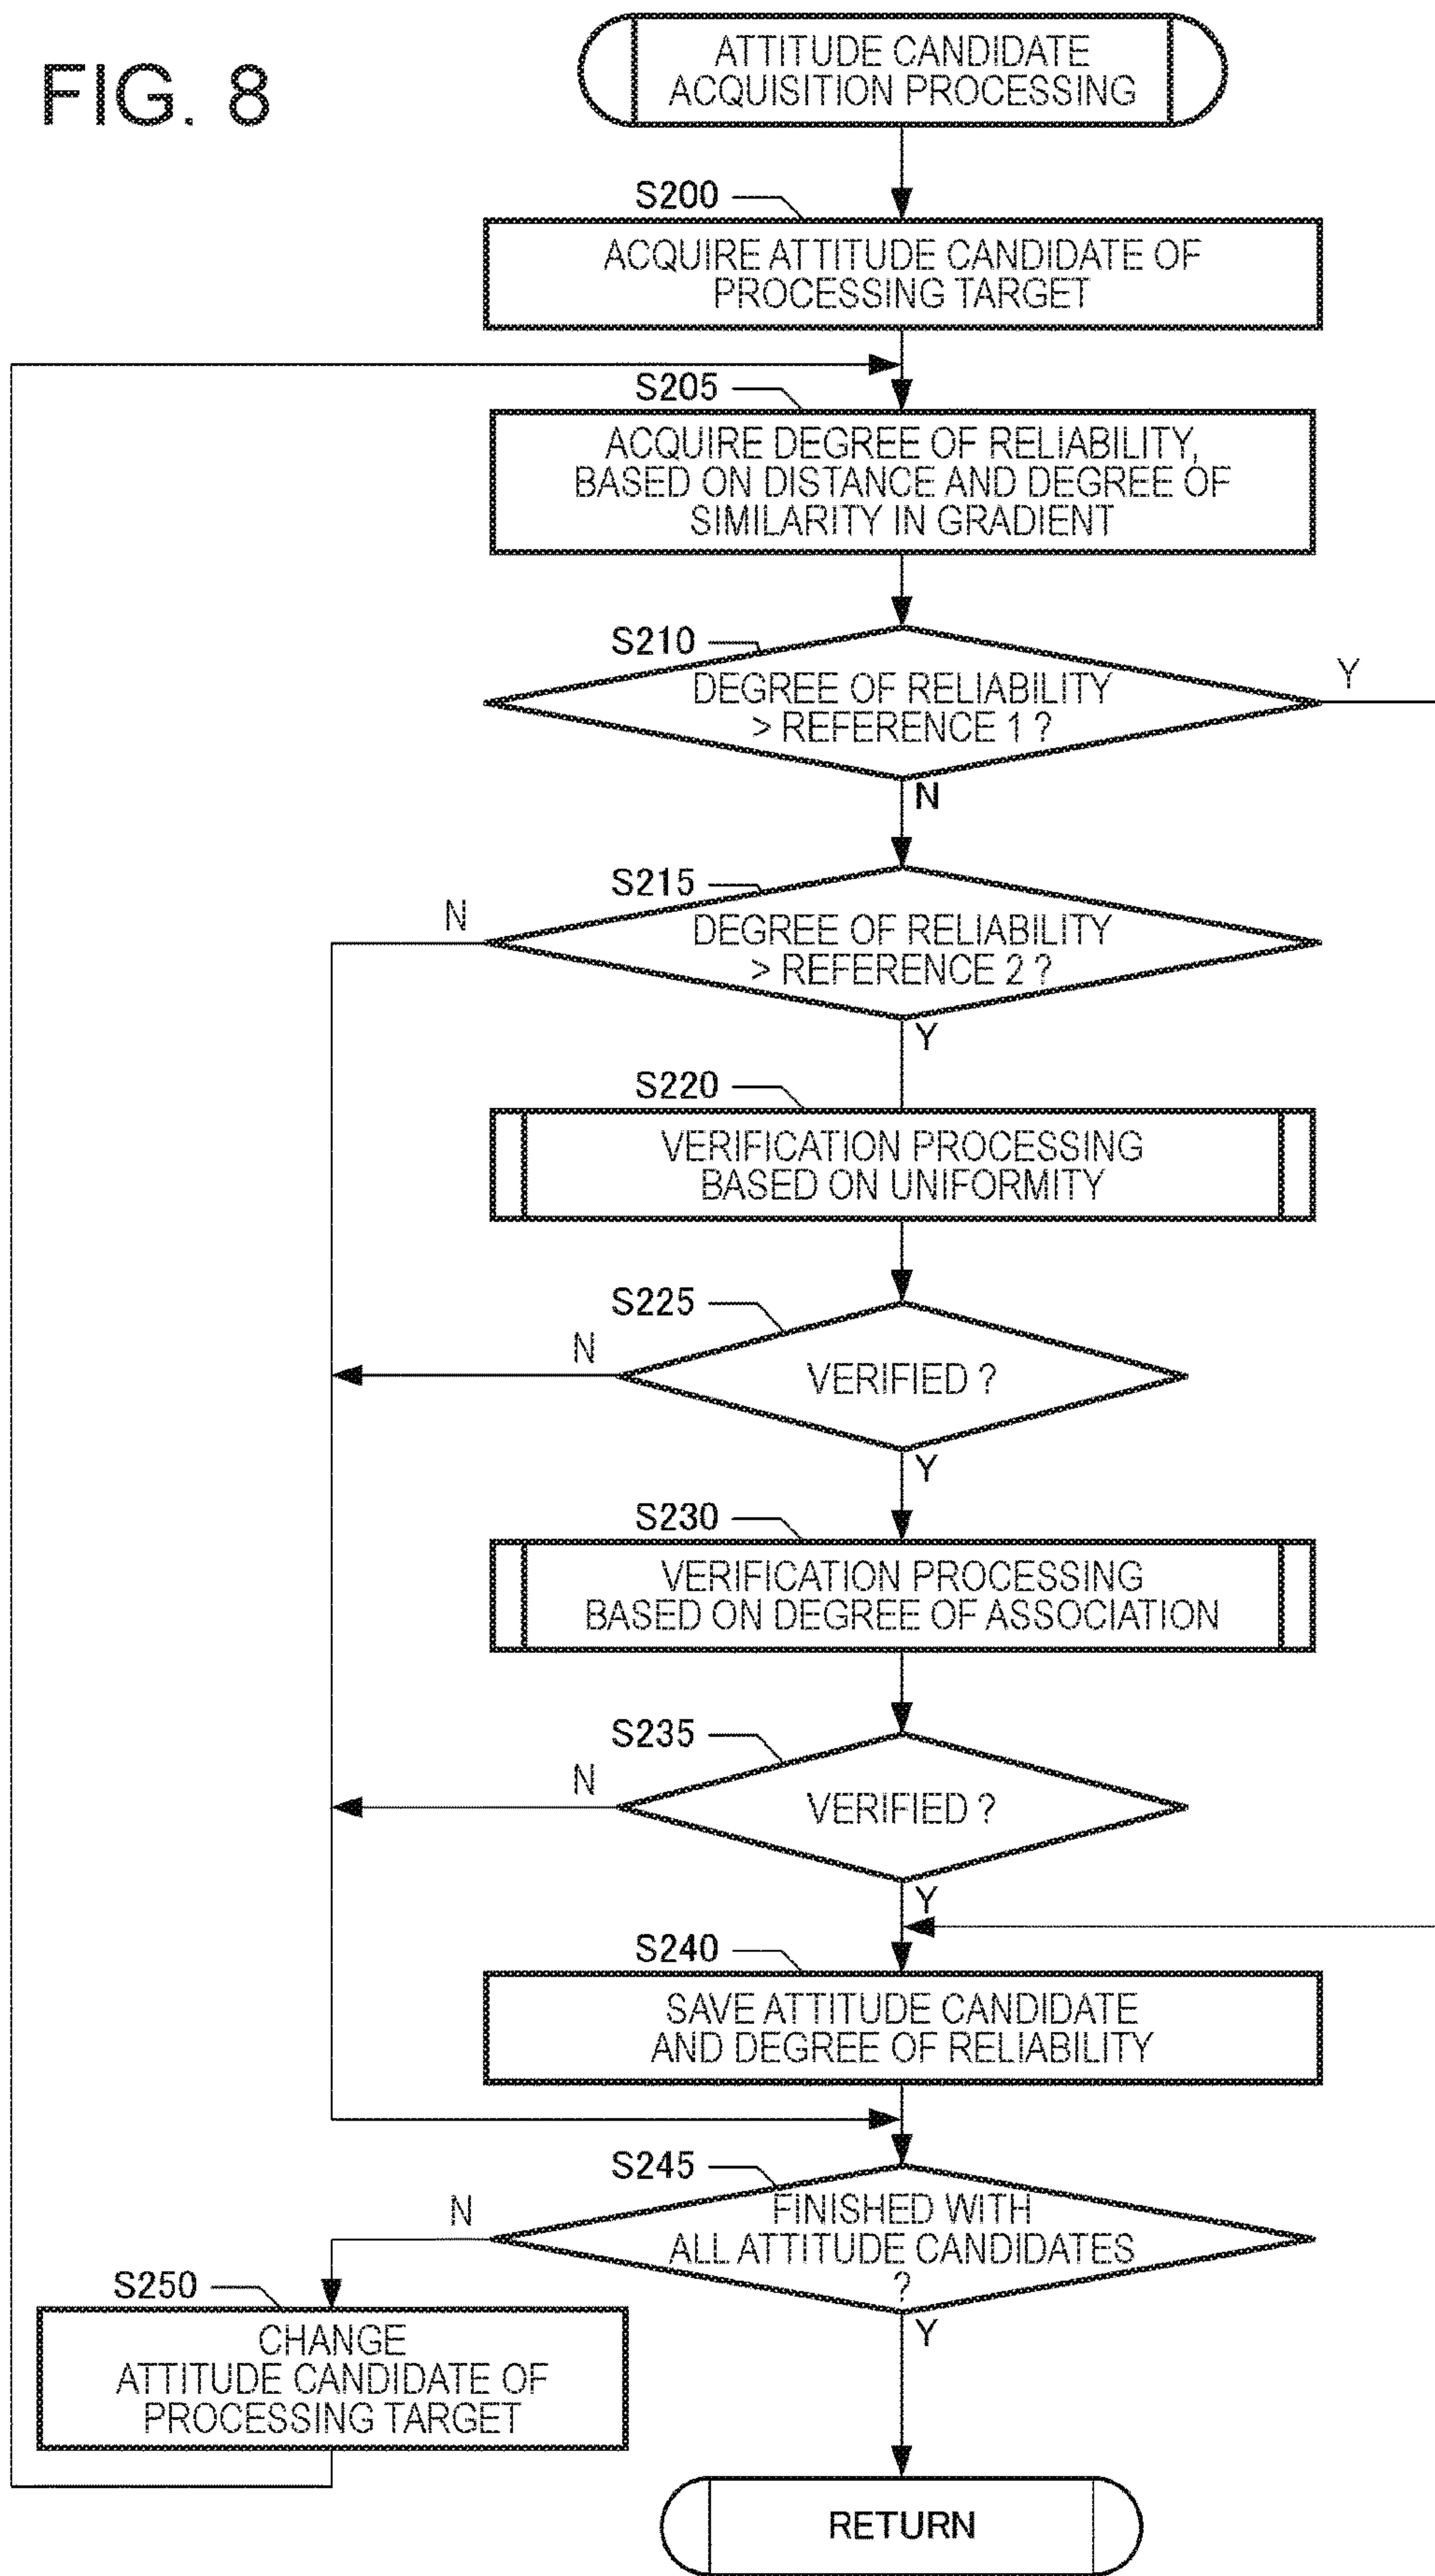 FIG. 8
ATTITUDE CANDIDATE
ACQUISITION PROCESSING
S200
ACQUIRE ATTITUDE CANDIDATE OF
PROCESSING TARGET
S205
ACQUIRE DEGREE OF RELIABILITY,
BASED ON DISTANCE AND DEGREE OF
SIMILARITY IN GRADIENT
S210
DEGREE OF RELIABILITY
> REFERENCE 1 ?
Y
N
S215
DEGREE OF RELIABILITY
> REFERENCE 2 ?
N
Y
S220
VERIFICATION PROCESSING
BASED ON UNIFORMITY
S225
VERIFIED ?
N
Y
S230
VERIFICATION PROCESSING
BASED ON DEGREE OF ASSOCIATION
S235
VERIFIED ?
N
Y
S240
SAVE ATTITUDE CANDIDATE
AND DEGREE OF RELIABILITY
S245
FINISHED WITH
ALL ATTITUDE CANDIDATES
?
N
Y
S250
CHANGE
ATTITUDE CANDIDATE OF
PROCESSING TARGET
RETURN